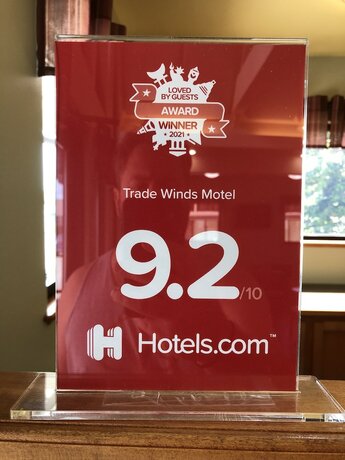 LOVED
BY GUESTS
AWARD
WINNER
• 2021 •
Trade Winds Motel
9.2/10
H Hotels.com™